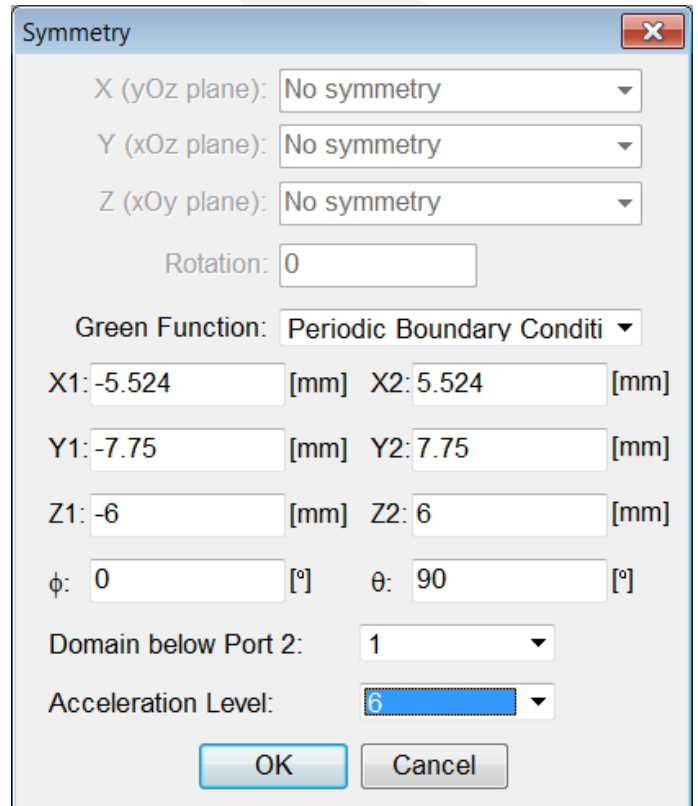 Symmetry
X (yOz plane): No symmetry
Y (xOz plane): No symmetry
Z (xOy plane): No symmetry
Rotation: 0
Green Function: Periodic Boundary Conditi
X1: -5.524 [mm] X2: 5.524 [mm]
Y1: -7.75 [mm] Y2: 7.75 [mm]
Z1: -6 [mm] Z2: 6 [mm]
ϕ: 0 [º] θ: 90 [º]
Domain below Port 2: 1
Acceleration Level: 6
OK Cancel